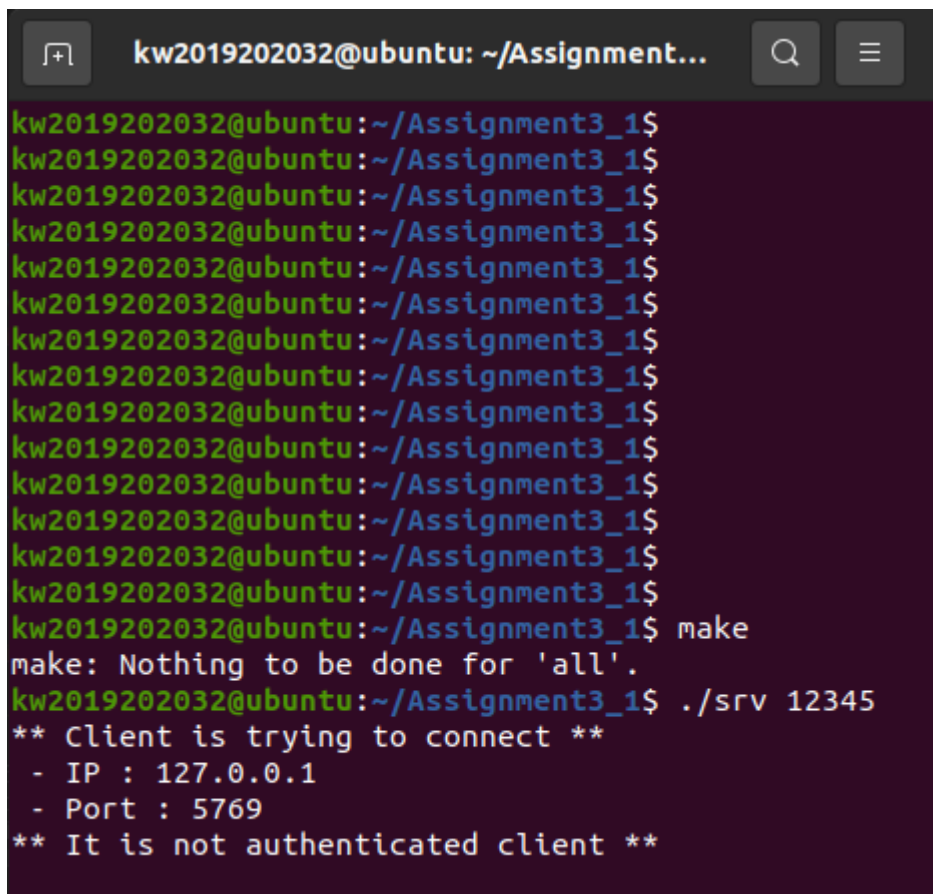 kw2019202032@ubuntu: ~/Assignment...
kw2019202032@ubuntu:~/Assignment3_1$
kw2019202032@ubuntu:~/Assignment3_1$
kw2019202032@ubuntu:~/Assignment3_1$
kw2019202032@ubuntu:~/Assignment3_1$
kw2019202032@ubuntu:~/Assignment3_1$
kw2019202032@ubuntu:~/Assignment3_1$
kw2019202032@ubuntu:~/Assignment3_1$
kw2019202032@ubuntu:~/Assignment3_1$
kw2019202032@ubuntu:~/Assignment3_1$
kw2019202032@ubuntu:~/Assignment3_1$
kw2019202032@ubuntu:~/Assignment3_1$
kw2019202032@ubuntu:~/Assignment3_1$
kw2019202032@ubuntu:~/Assignment3_1$
kw2019202032@ubuntu:~/Assignment3_1$
kw2019202032@ubuntu:~/Assignment3_1$ make
make: Nothing to be done for 'all'.
kw2019202032@ubuntu:~/Assignment3_1$ ./srv 12345
** Client is trying to connect **
 - IP : 127.0.0.1
 - Port : 5769
** It is not authenticated client **